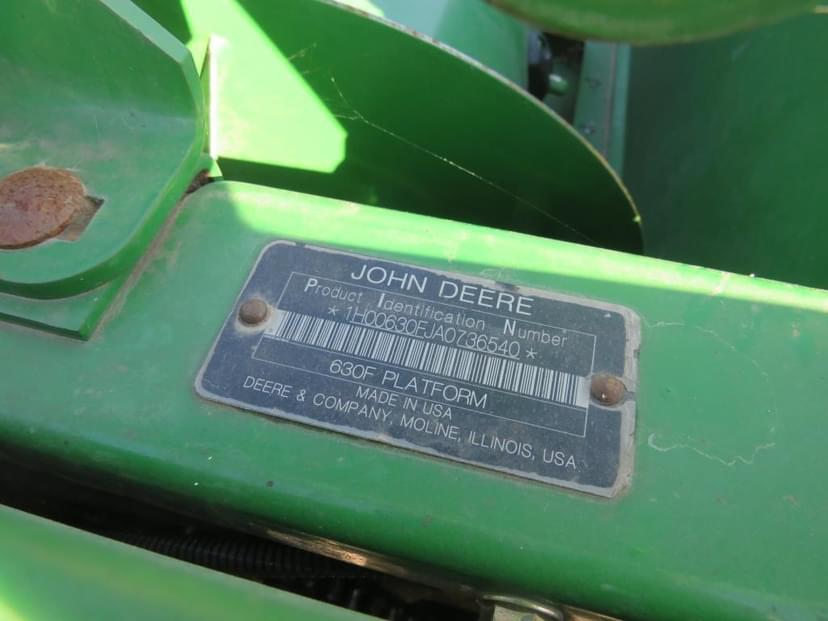 JOHN DEERE
Product Identification Number
*1H00630FJA0736540*
630F PLATFORM
MADE IN USA
DEERE & COMPANY, MOLINE, ILLINOIS, USA